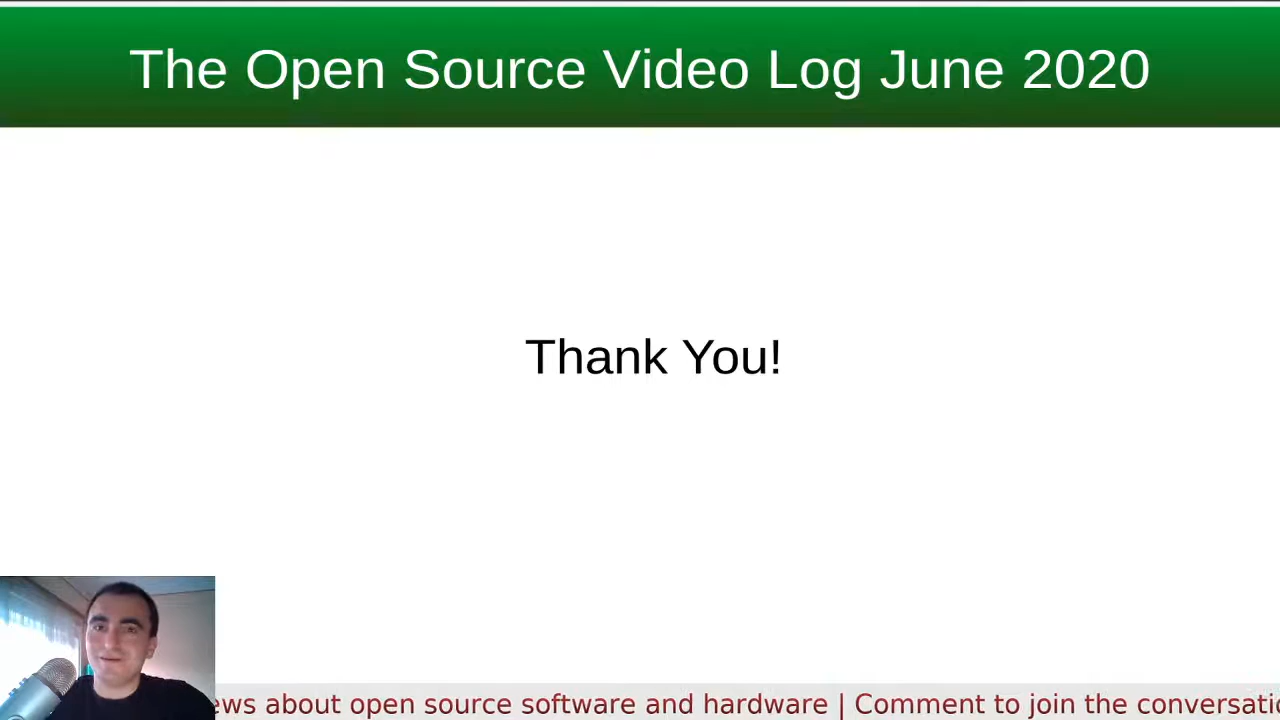 The Open Source Video Log June 2020
Thank You!
about open source software and hardware | Comment to join the